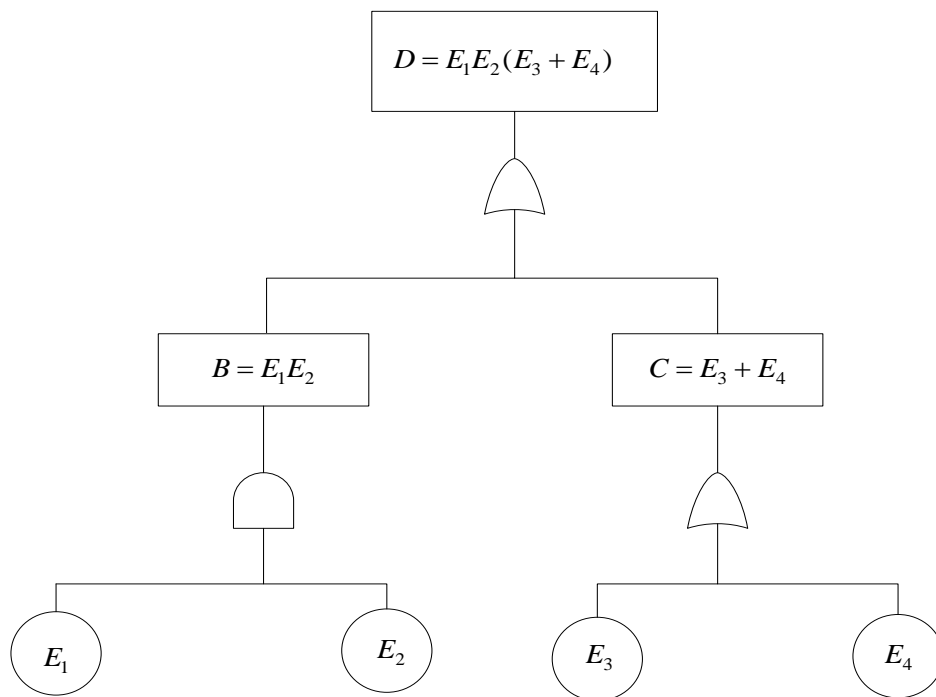 D = E₁E₂(E₃ + E₄)
B = E₁E₂
C = E₃ + E₄
E₁
E₂
E₃
E₄